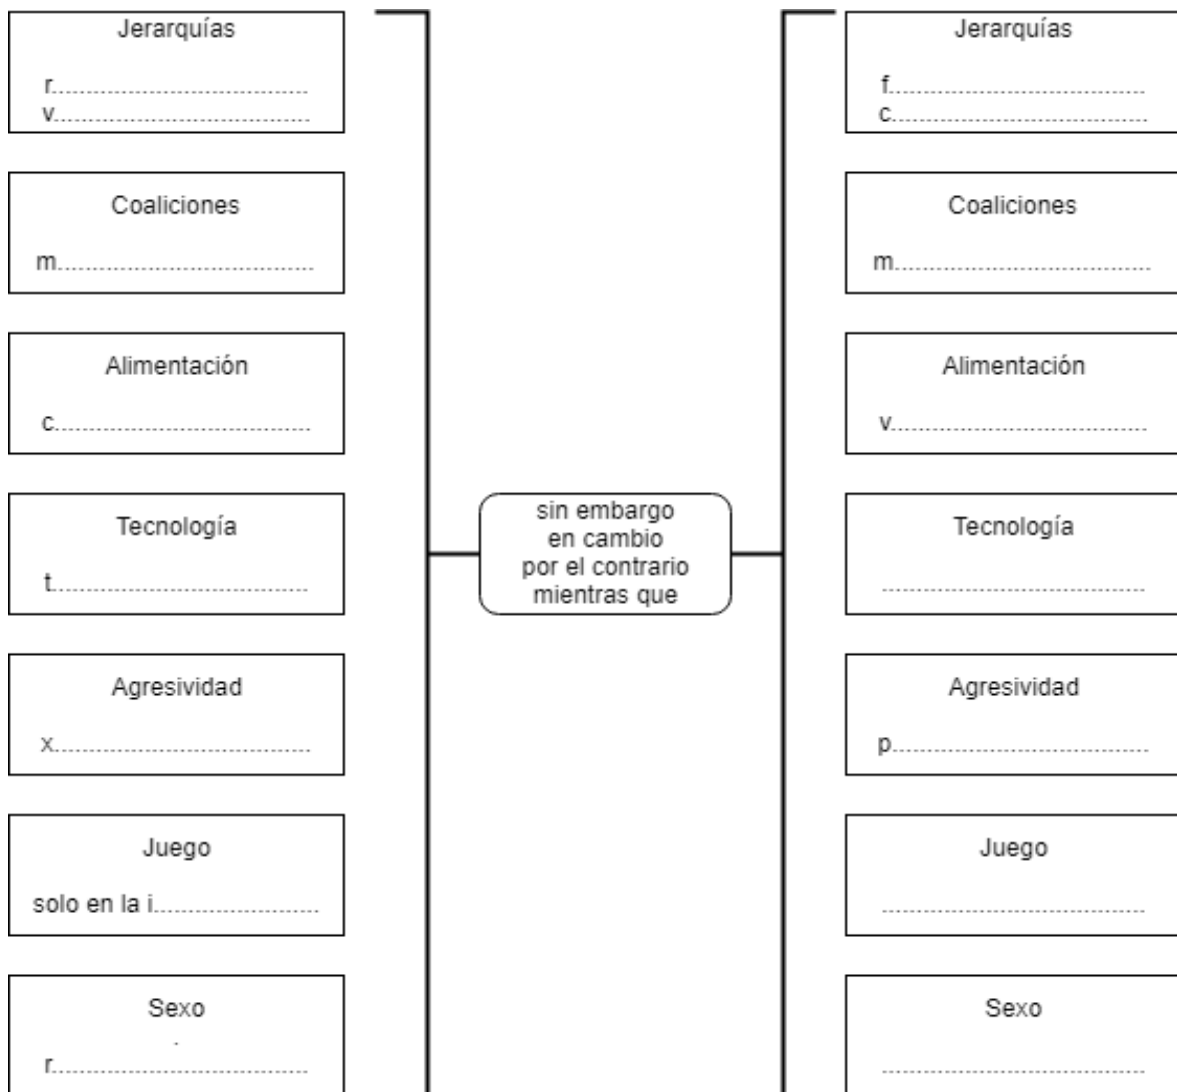 Jerarquías
r.....................................
v.....................................
Coaliciones
m.....................................
Alimentación
c.....................................
Tecnología
t.....................................
Agresividad
x.....................................
Juego
solo en la i........................
Sexo
r.....................................
sin embargo
en cambio
por el contrario
mientras que
Jerarquías
f.....................................
c.....................................
Coaliciones
m.....................................
Alimentación
v.....................................
Tecnología
......................................
Agresividad
p.....................................
Juego
......................................
Sexo
......................................